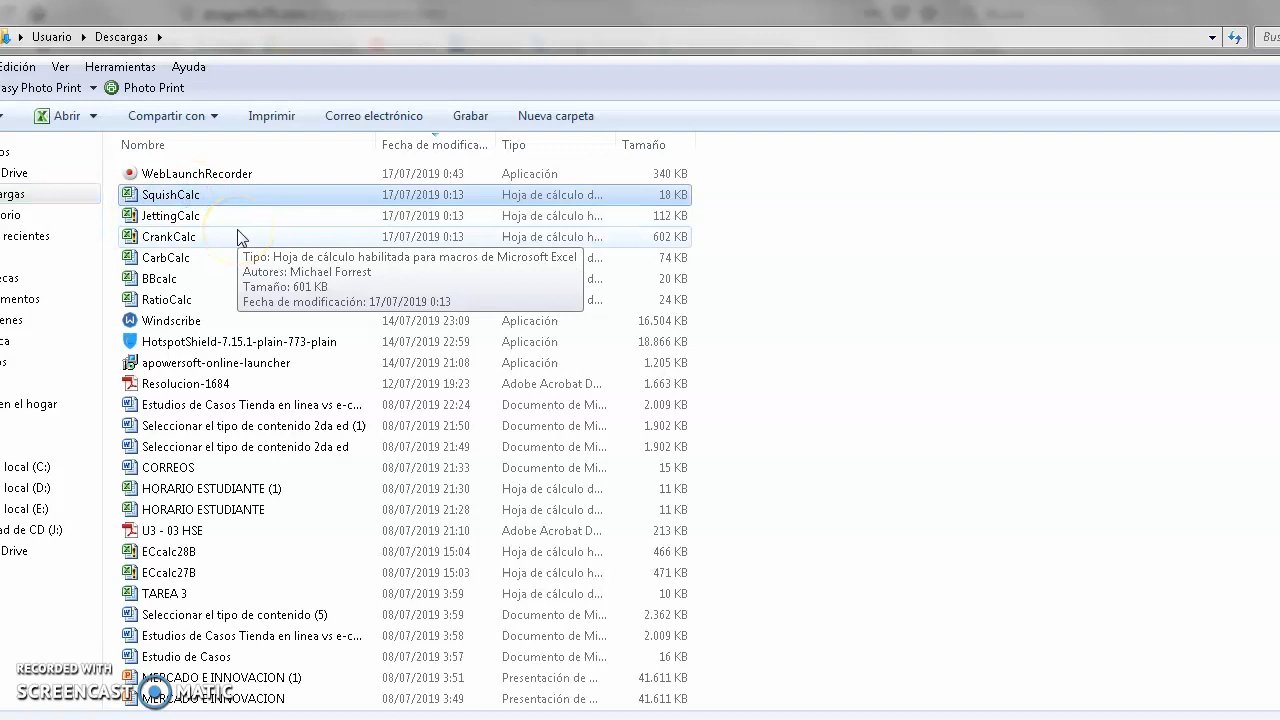 Usuario Descargas Bus
Edición Ver Herramientas Ayuda
asy Photo Print Photo Print
Abrir Compartir con Imprimir Correo electrónico Grabar Nueva carpeta
Nombre Fecha de modifica... Tipo Tamaño
os
Drive
argas
orio
recientes
ecas
mentos
enes
ca
os
en el hogar
local (C:)
local (D:)
local (E:)
ad de CD (J:)
Drive
WebLaunchRecorder 17/07/2019 0:43 Aplicación 340 KB
SquishCalc 17/07/2019 0:13 Hoja de cálculo d... 18 KB
JettingCalc 17/07/2019 0:13 Hoja de cálculo h... 112 KB
CrankCalc 17/07/2019 0:13 Hoja de cálculo h... 602 KB
CarbCalc d... 74 KB
BBcalc d... 20 KB
RatioCalc d... 24 KB
Tipo: Hoja de cálculo habilitada para macros de Microsoft Excel
Autores: Michael Forrest
Tamaño: 601 KB
Fecha de modificación: 17/07/2019 0:13
Windscribe 14/07/2019 23:09 Aplicación 16.504 KB
HotspotShield-7.15.1-plain-773-plain 14/07/2019 22:59 Aplicación 18.866 KB
apowersoft-online-launcher 14/07/2019 21:08 Aplicación 1.205 KB
Resolucion-1684 12/07/2019 19:23 Adobe Acrobat D... 1.663 KB
Estudios de Casos Tienda en linea vs e-c... 08/07/2019 22:24 Documento de Mi... 2.009 KB
Seleccionar el tipo de contenido 2da ed (1) 08/07/2019 21:50 Documento de Mi... 1.902 KB
Seleccionar el tipo de contenido 2da ed 08/07/2019 21:49 Documento de Mi... 1.902 KB
CORREOS 08/07/2019 21:33 Documento de Mi... 15 KB
HORARIO ESTUDIANTE (1) 08/07/2019 21:30 Hoja de cálculo d... 11 KB
HORARIO ESTUDIANTE 08/07/2019 21:28 Hoja de cálculo d... 11 KB
U3 - 03 HSE 08/07/2019 21:10 Adobe Acrobat D... 213 KB
ECcalc28B 08/07/2019 15:04 Hoja de cálculo h... 466 KB
ECcalc27B 08/07/2019 15:03 Hoja de cálculo h... 471 KB
TAREA 3 08/07/2019 3:59 Hoja de cálculo d... 10 KB
Seleccionar el tipo de contenido (5) 08/07/2019 3:59 Documento de Mi... 2.362 KB
Estudios de Casos Tienda en linea vs e-c... 08/07/2019 3:58 Documento de Mi... 2.009 KB
Estudio de Casos 08/07/2019 3:57 Documento de Mi... 16 KB
MERCADO E INNOVACION (1) 08/07/2019 3:51 Presentación de ... 41.611 KB
MERCADO E INNOVACION 08/07/2019 3:49 Presentación de ... 41.611 KB
RECORDED WITH
SCREENCAST MATIC